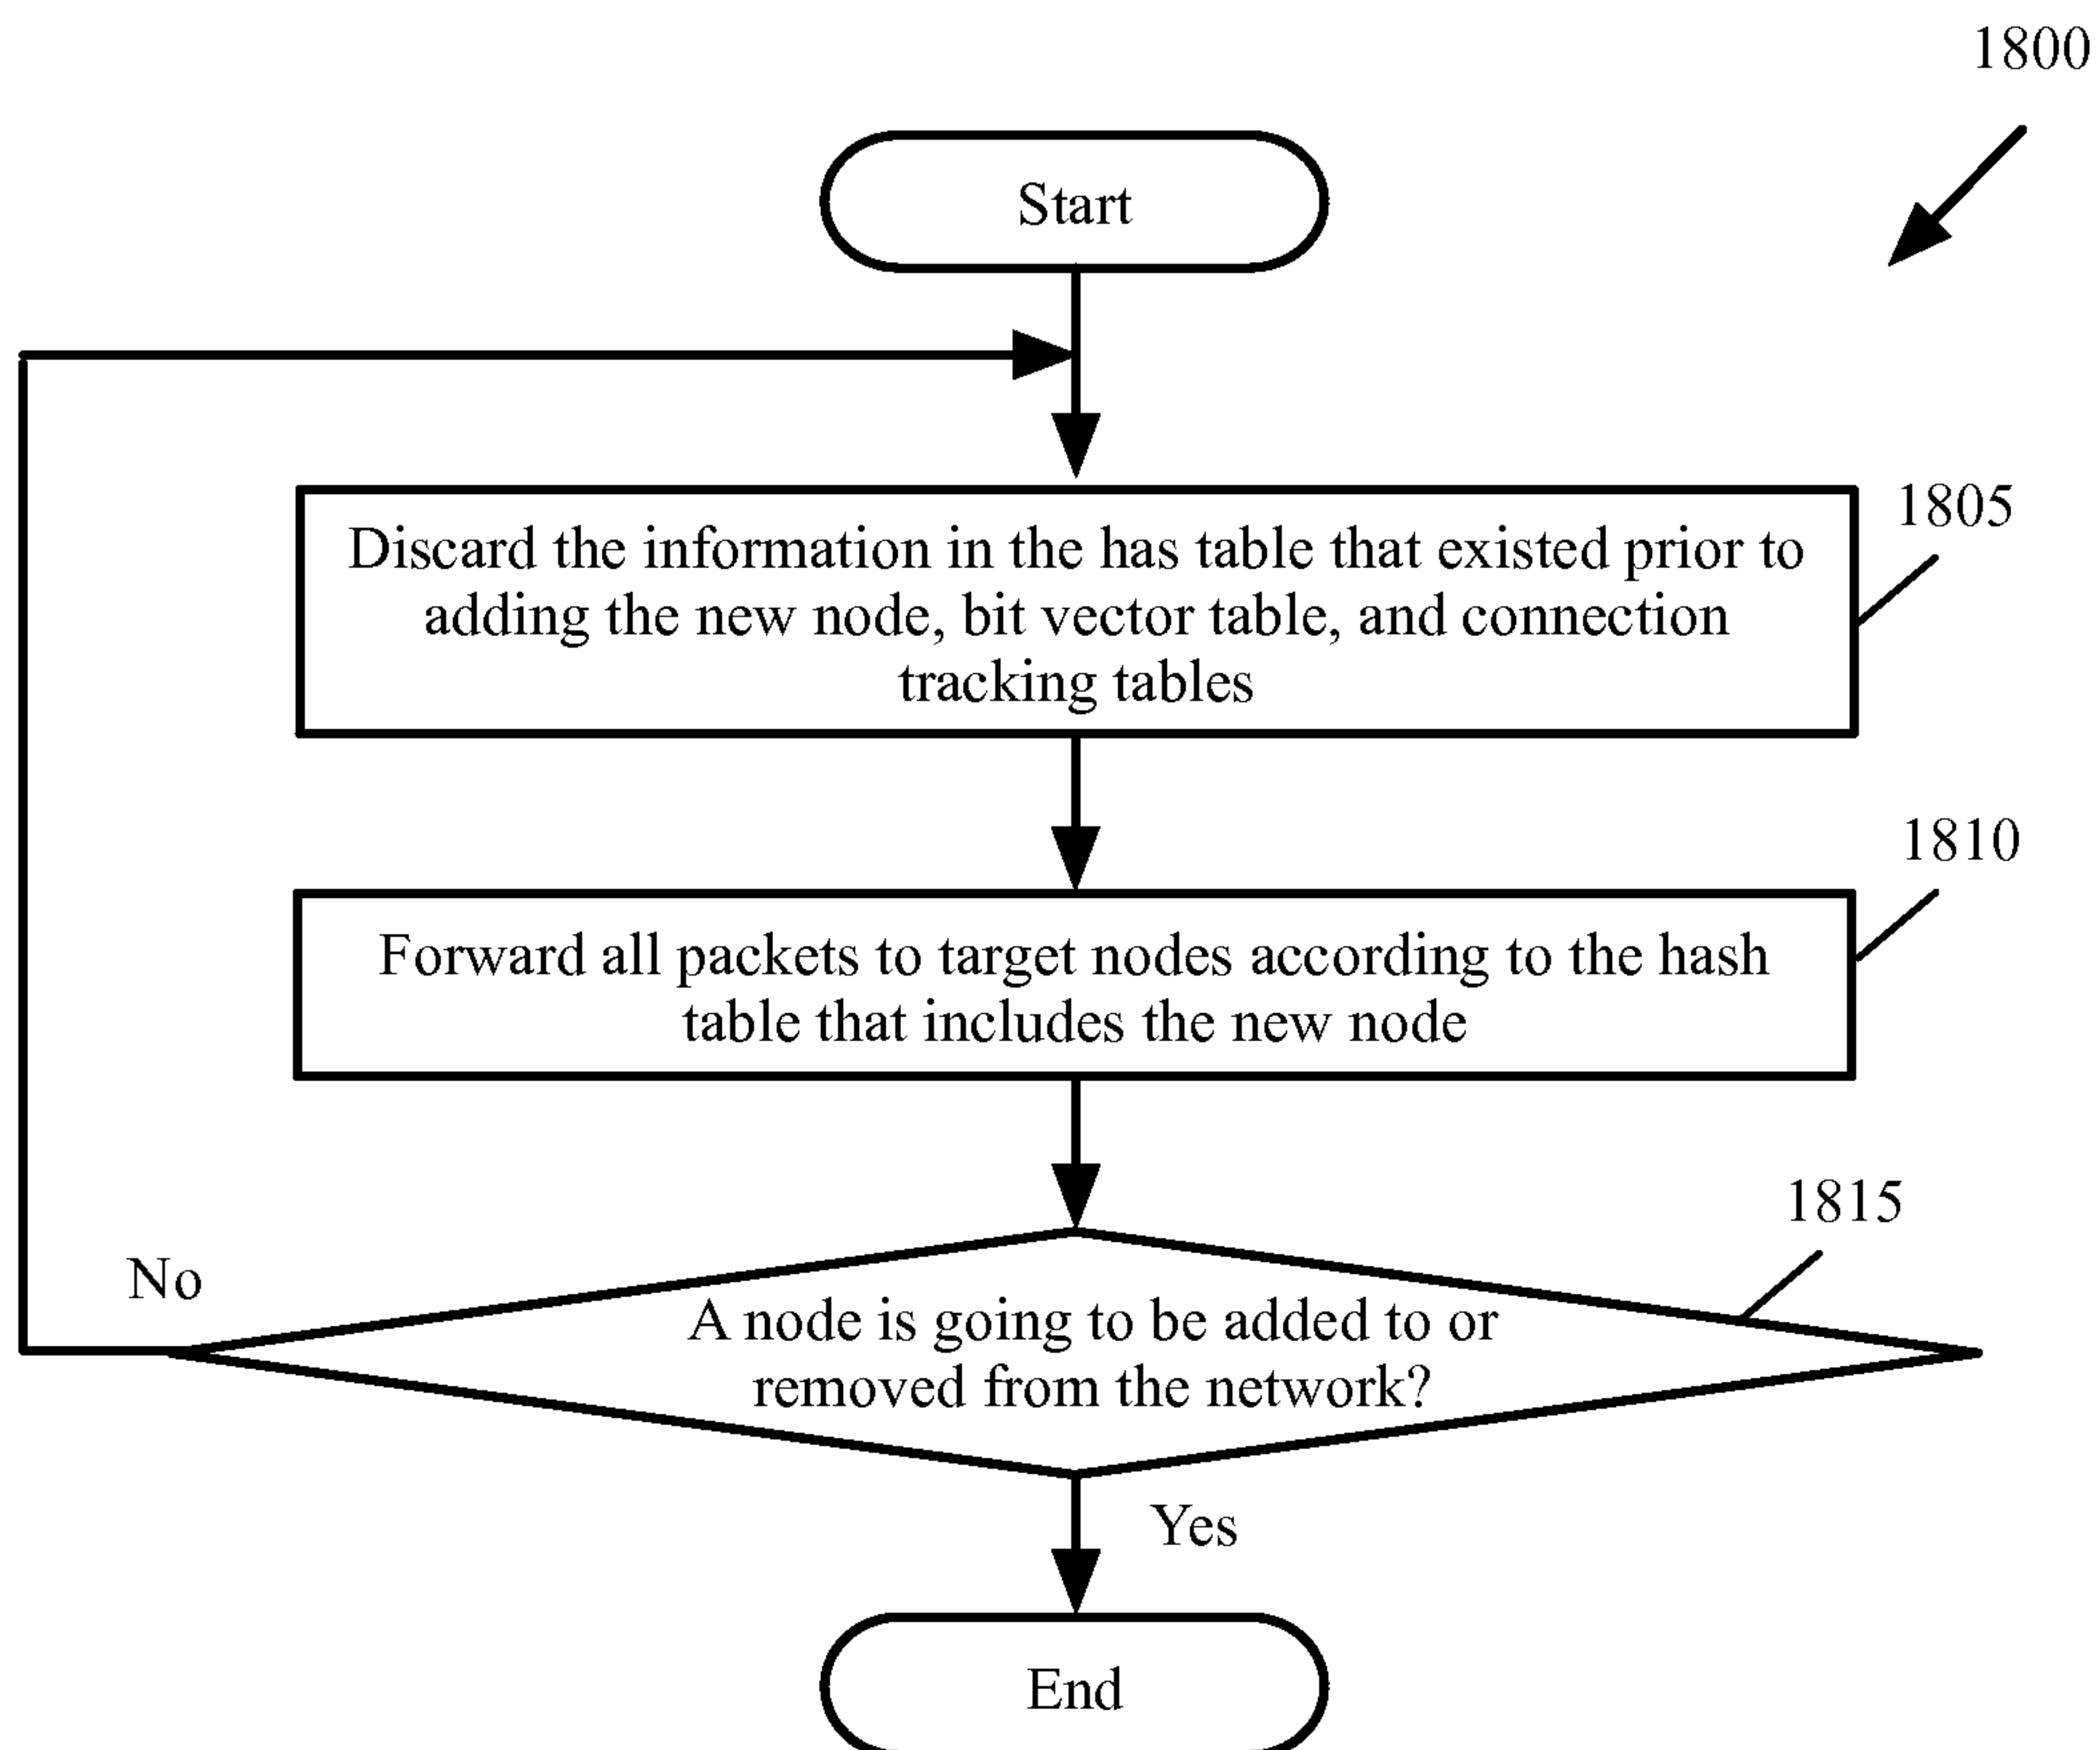 1800
Start
1805
Discard the information in the has table that existed prior to
adding the new node, bit vector table, and connection
tracking tables
1810
Forward all packets to target nodes according to the hash
table that includes the new node
1815
No
A node is going to be added to or
removed from the network?
Yes
End